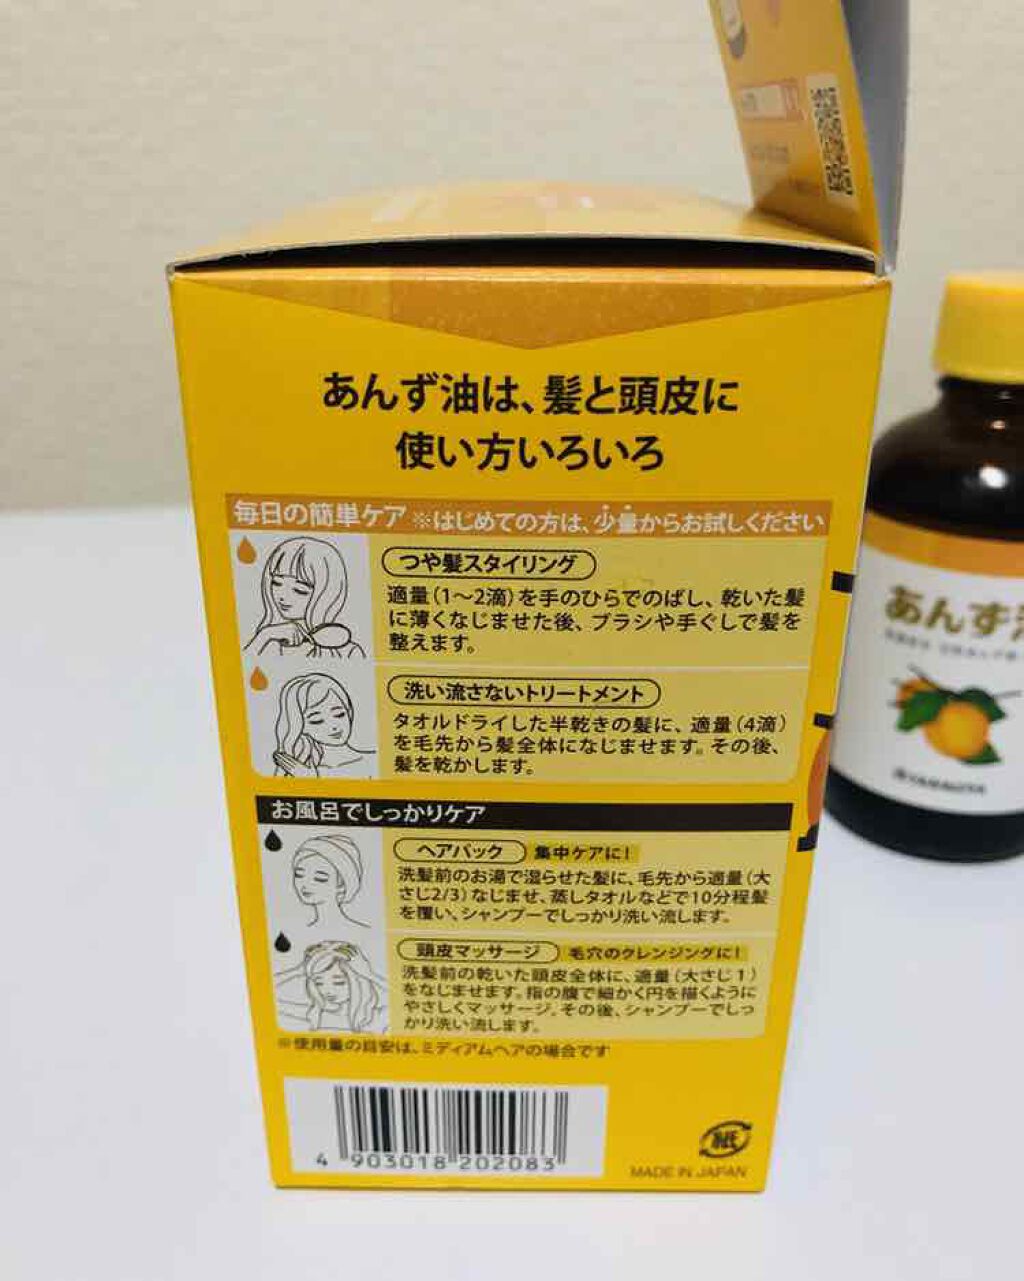 あんず油は、髪と頭皮に
使い方いろいろ
毎日の簡単ケア ※はじめての方は、少量からお試しください
つや髪スタイリング
適量(1〜2滴)を手のひらでのばし、乾いた髪
に薄くなじませた後、ブラシや手ぐしで髪を
整えます。
洗い流さないトリートメント
タオルドライした半乾きの髪に、適量(4滴)
を毛先から髪全体になじませます。その後、
髪を乾かします。
お風呂でしっかりケア
ヘアパック 集中ケアに!
洗髪前のお湯で湿らせた髪に、毛先から適量(大
さじ2/3)なじませ、蒸しタオルなどで10分程髪
を覆い、シャンプーでしっかり洗い流します。
頭皮マッサージ 毛穴のクレンジングに!
洗髪前の乾いた頭皮全体に、適量(大さじ1)
をなじませます。指の腹で細かく円を描くように
やさしくマッサージ。その後、シャンプーでしっ
かり洗い流します。
※使用量の目安は、ミディアムヘアの場合です
4 903018 202083
紙
MADE IN JAPAN
あんず油